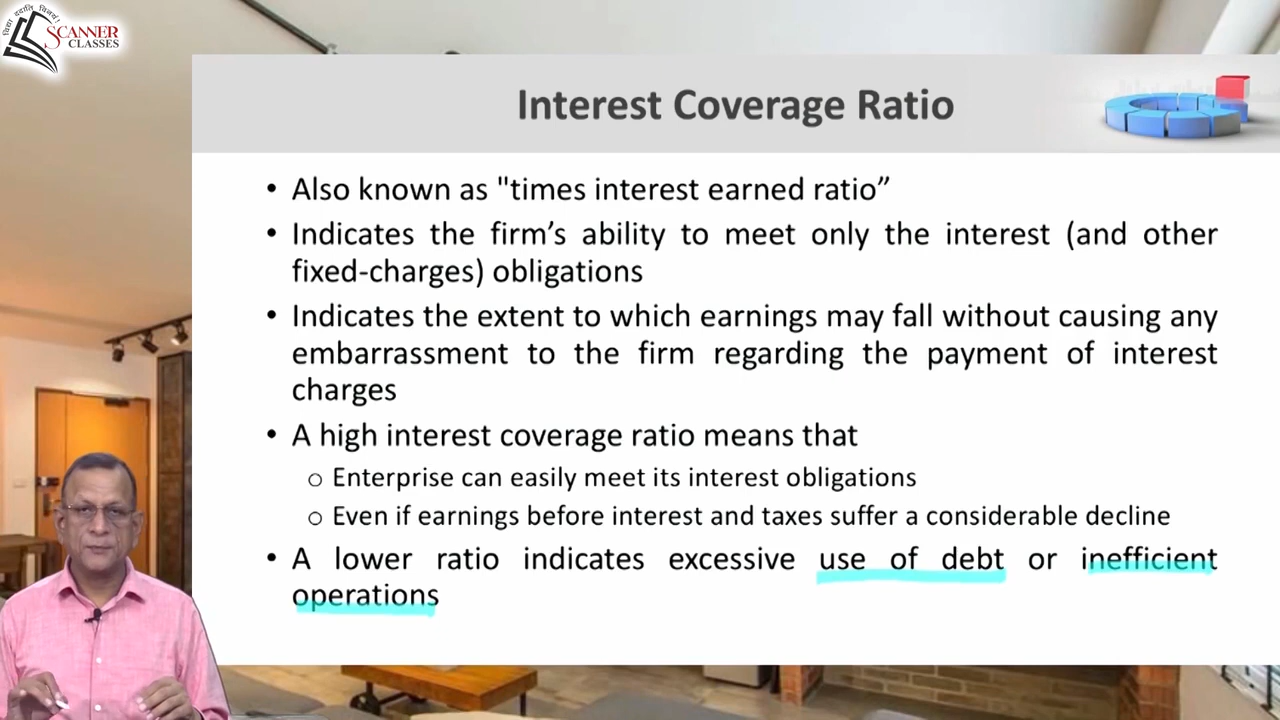 विद्या ददाति विनयं।
SCANNER
CLASSES
Interest Coverage Ratio
• Also known as "times interest earned ratio”
• Indicates the firm’s ability to meet only the interest (and other
fixed-charges) obligations
• Indicates the extent to which earnings may fall without causing any
embarrassment to the firm regarding the payment of interest
charges
• A high interest coverage ratio means that
o Enterprise can easily meet its interest obligations
o Even if earnings before interest and taxes suffer a considerable decline
• A lower ratio indicates excessive use of debt or inefficient
operations